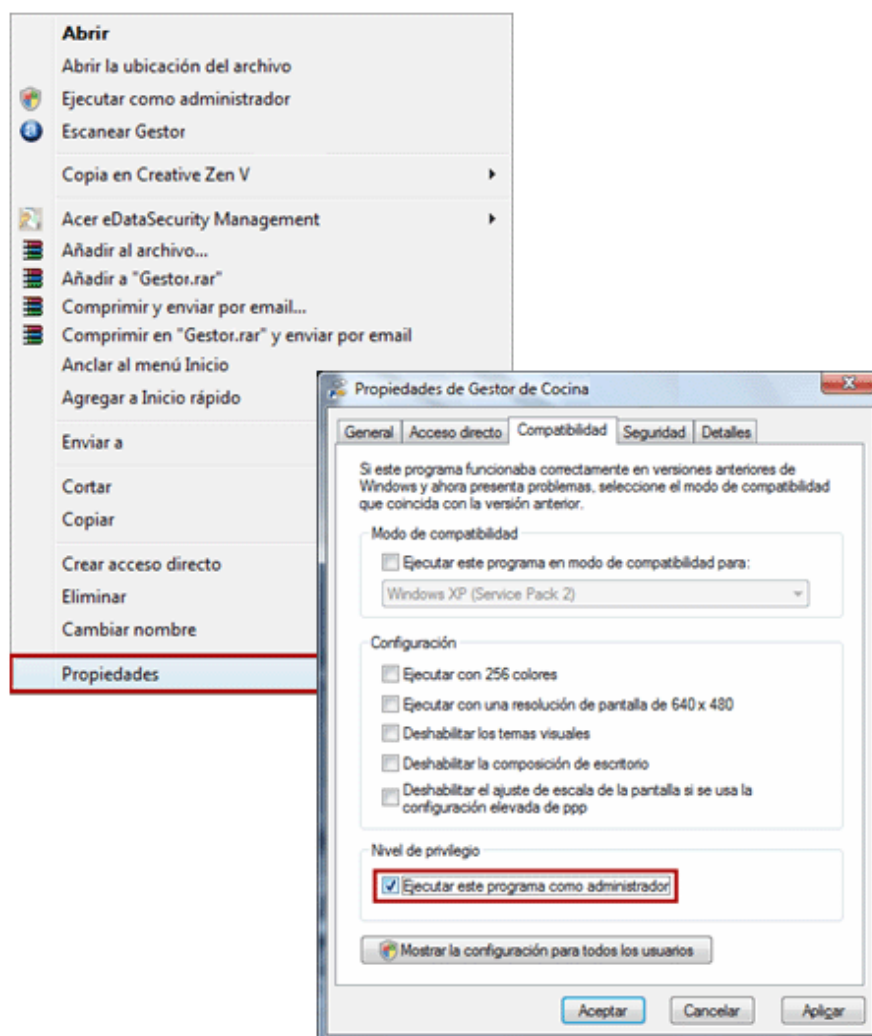 Abrir
Abrir la ubicación del archivo
Ejecutar como administrador
Escanear Gestor
Copia en Creative Zen V
Acer eDataSecurity Management
Añadir al archivo...
Añadir a "Gestor.rar"
Comprimir y enviar por email...
Comprimir en "Gestor.rar" y enviar por email
Anclar al menú Inicio
Agregar a Inicio rápido
Enviar a
Cortar
Copiar
Crear acceso directo
Eliminar
Cambiar nombre
Propiedades
Propiedades de Gestor de Cocina
General Acceso directo Compatibilidad Seguridad Detalles
Si este programa funcionaba correctamente en versiones anteriores de
Windows y ahora presenta problemas, seleccione el modo de compatibilidad
que coincida con la versión anterior.
Modo de compatibilidad
Ejecutar este programa en modo de compatibilidad para:
Windows XP (Service Pack 2)
Configuración
Ejecutar con 256 colores
Ejecutar con una resolución de pantalla de 640 x 480
Deshabilitar los temas visuales
Deshabilitar la composición de escritorio
Deshabilitar el ajuste de escala de la pantalla si se usa la
configuración elevada de ppp
Nivel de privilegio
Ejecutar este programa como administrador
Mostrar la configuración para todos los usuarios
Aceptar Cancelar Aplicar